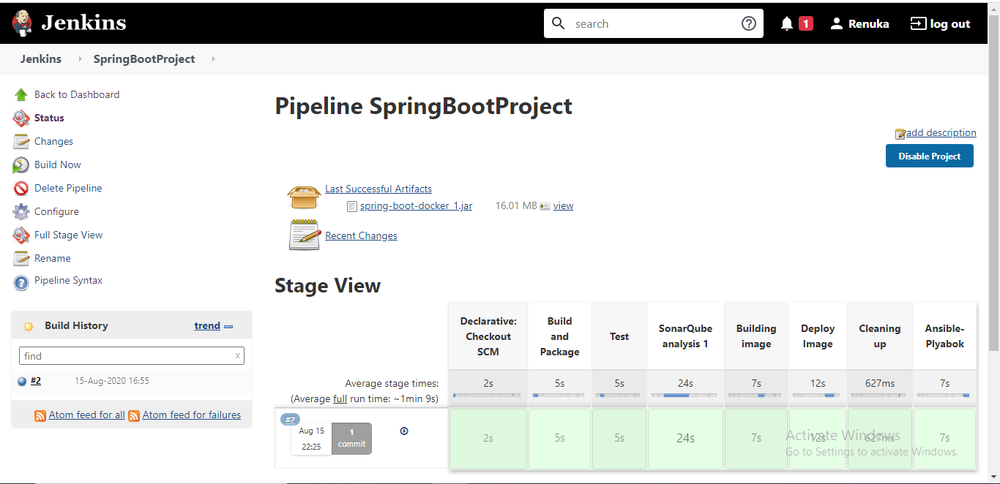 Jenkins
search
1
Renuka
log out
Jenkins
SpringBootProject
Back to Dashboard
Status
Changes
Build Now
Delete Pipeline
Configure
Full Stage View
Rename
Pipeline Syntax
Build History
trend
find
x
#2
15-Aug-2020 16:55
Atom feed for all
Atom feed for failures
Pipeline SpringBootProject
add description
Disable Project
Last Successful Artifacts
spring-boot-docker_1.jar 16.01 MB view
Recent Changes
Stage View
Declarative:
Checkout
SCM
Build
and
Package
Test
SonarQube
analysis 1
Building
image
Deploy
Image
Cleaning
up
Ansible-
Plyabok
Average stage times:
(Average full run time: ~1min 9s)
2s 5s 5s 24s 7s 12s 627ms 7s
#2
Aug 15
22:25
1
commit
2s 5s 5s 24s 7s 12s 627ms 7s
Activate Windows
Go to Settings to activate Windows.